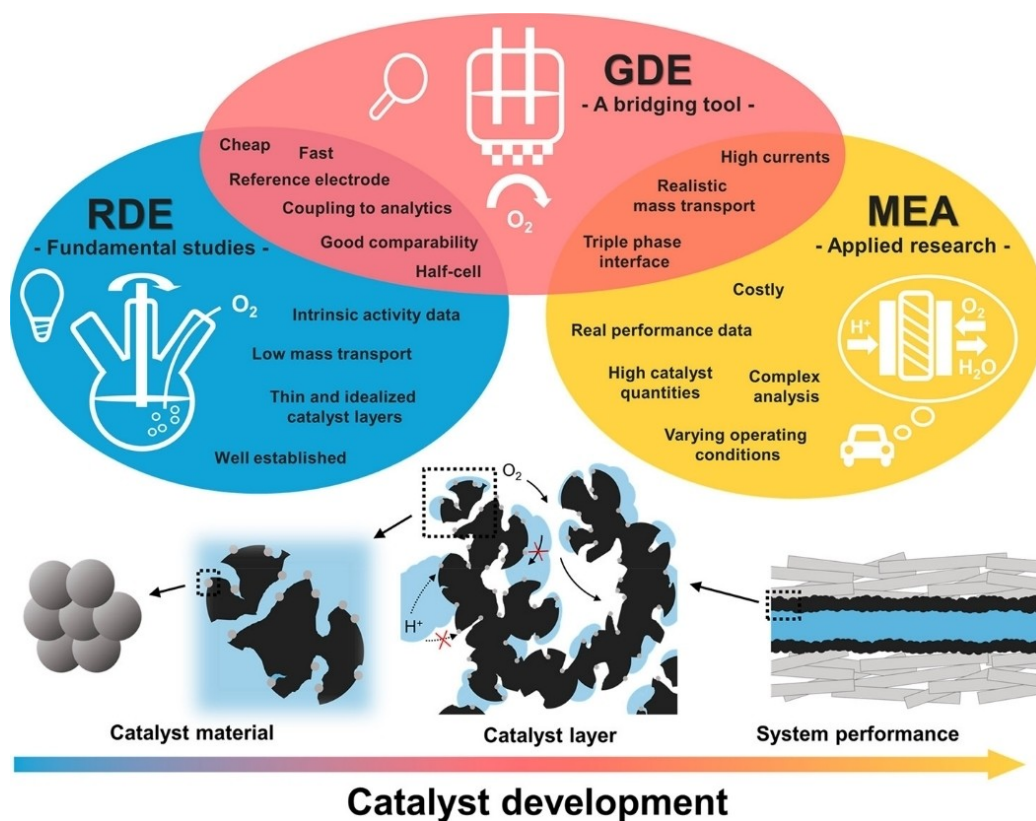 GDE
- A bridging tool -
Cheap
Fast
Reference electrode
Coupling to analytics
Good comparability
Half-cell
O₂
High currents
Realistic
mass transport
Triple phase
interface
RDE
- Fundamental studies -
O₂
Intrinsic activity data
Low mass transport
Thin and idealized
catalyst layers
Well established
MEA
- Applied research -
Costly
Real performance data
High catalyst
quantities
Complex
analysis
Varying operating
conditions
H⁺
O₂
H₂O
O₂
H⁺
Catalyst material
Catalyst layer
System performance
Catalyst development